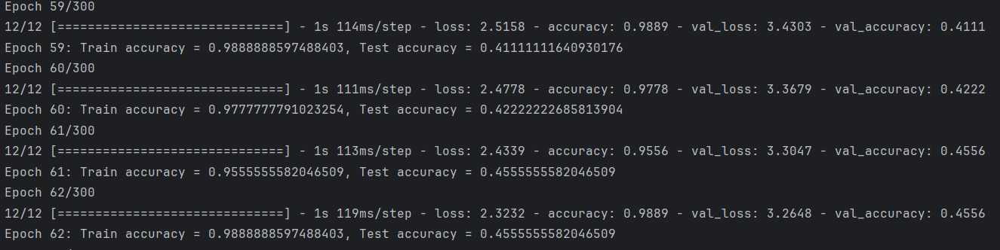 Epoch 59/300
12/12 [==============================] - 1s 114ms/step - loss: 2.5158 - accuracy: 0.9889 - val_loss: 3.4303 - val_accuracy: 0.4111
Epoch 59: Train accuracy = 0.9888888597488403, Test accuracy = 0.41111111640930176
Epoch 60/300
12/12 [==============================] - 1s 111ms/step - loss: 2.4778 - accuracy: 0.9778 - val_loss: 3.3679 - val_accuracy: 0.4222
Epoch 60: Train accuracy = 0.9777777791023254, Test accuracy = 0.42222222685813904
Epoch 61/300
12/12 [==============================] - 1s 113ms/step - loss: 2.4339 - accuracy: 0.9556 - val_loss: 3.3047 - val_accuracy: 0.4556
Epoch 61: Train accuracy = 0.9555555582046509, Test accuracy = 0.4555555582046509
Epoch 62/300
12/12 [==============================] - 1s 119ms/step - loss: 2.3232 - accuracy: 0.9889 - val_loss: 3.2648 - val_accuracy: 0.4556
Epoch 62: Train accuracy = 0.9888888597488403, Test accuracy = 0.4555555582046509